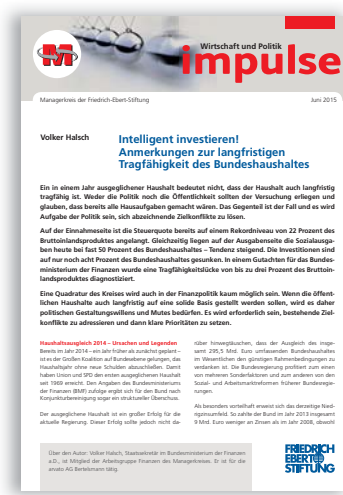 Wirtschaft und Politik
impulse
Managerkreis der Friedrich-Ebert-Stiftung
Juni 2015
Volker Halsch
Intelligent investieren!
Anmerkungen zur langfristigen
Tragfähigkeit des Bundeshaushaltes
Ein in einem Jahr ausgeglichener Haushalt bedeutet nicht, dass der Haushalt auch langfristig
tragfähig ist. Weder die Politik noch die Öffentlichkeit sollten der Versuchung erliegen und
glauben, dass bereits alle Hausaufgaben gemacht wären. Das Gegenteil ist der Fall und es wird
Aufgabe der Politik sein, sich abzeichnende Zielkonflikte zu lösen.
Auf der Einnahmeseite ist die Steuerquote bereits auf einem Rekordniveau von 22 Prozent des
Bruttoinlandsproduktes angelangt. Gleichzeitig liegen auf der Ausgabenseite die Sozialausga-
ben heute bei fast 50 Prozent des Bundeshaushaltes – Tendenz steigend. Die Investitionen sind
auf nur noch acht Prozent des Bundeshaushaltes gesunken. In einem Gutachten für das Bundes-
ministerium der Finanzen wurde eine Tragfähigkeitslücke von bis zu drei Prozent des Bruttoin-
landsproduktes diagnostiziert.
Eine Quadratur des Kreises wird auch in der Finanzpolitik kaum möglich sein. Wenn die öffent-
lichen Haushalte auch langfristig auf eine solide Basis gestellt werden sollen, wird es daher
politischen Gestaltungswillens und Mutes bedürfen. Es wird erforderlich sein, bestehende Ziel-
konflikte zu adressieren und dann klare Prioritäten zu setzen.
Haushaltsausgleich 2014 – Ursachen und Legenden
Bereits im Jahr 2014 – ein Jahr früher als zunächst geplant –
ist es der Großen Koalition auf Bundesebene gelungen, das
Haushaltsjahr ohne neue Schulden abzuschließen. Damit
haben Union und SPD den ersten ausgeglichenen Haushalt
seit 1969 erreicht. Den Angaben des Bundesministeriums
der Finanzen (BMF) zufolge ergibt sich für den Bund nach
Konjunkturbereinigung sogar ein struktureller Überschuss.
Der ausgeglichene Haushalt ist ein großer Erfolg für die
aktuelle Regierung. Dieser Erfolg sollte jedoch nicht da-
rüber hinwegtäuschen, dass der Ausgleich des insge-
samt 295,5 Mrd. Euro umfassenden Bundeshaushaltes
im Wesentlichen den günstigen Rahmenbedingungen zu
verdanken ist. Die Bundesregierung profitiert zum einen
von mehreren Sonderfaktoren und zum anderen von den
Sozial- und Arbeitsmarktreformen früherer Bundesregie-
rungen.
Als besonders vorteilhaft erweist sich das derzeitige Nied-
rigzinsumfeld. So zahlte der Bund im Jahr 2013 insgesamt
9 Mrd. Euro weniger an Zinsen als im Jahr 2008, obwohl
Über den Autor: Volker Halsch, Staatssekretär im Bundesministerium der Finanzen
a.D., ist Mitglied der Arbeitsgruppe Finanzen des Managerkreises. Er ist für die
arvato AG Bertelsmann tätig.
FRIEDRICH
EBERT
STIFTUNG